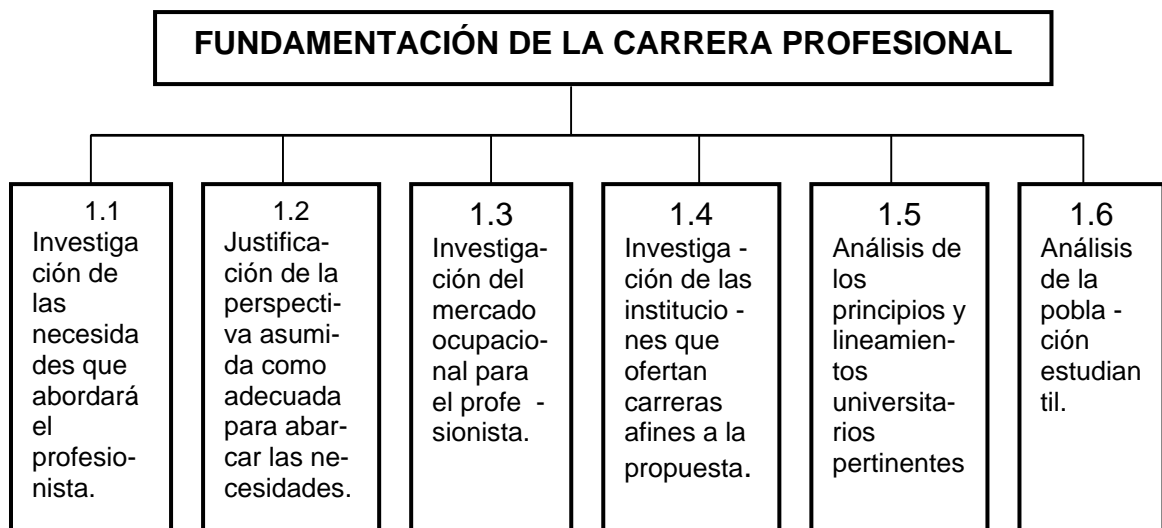 FUNDAMENTACIÓN DE LA CARRERA PROFESIONAL
1.1
Investiga
ción de
las
necesida
des que
abordará
el
profesio-
nista.
1.2
Justifica-
ción de la
perspecti-
va asumi-
da como
adecuada
para abar-
car las ne-
cesidades.
1.3
Investiga-
ción del
mercado
ocupacio-
nal para
el profe -
sionista.
1.4
Investiga -
ción de las
institucio -
nes que
ofertan
carreras
afines a la
propuesta.
1.5
Análisis de
los
principios y
lineamien-
tos
universita-
rios
pertinentes
1.6
Análisis
de la
pobla -
ción
estudian
til.